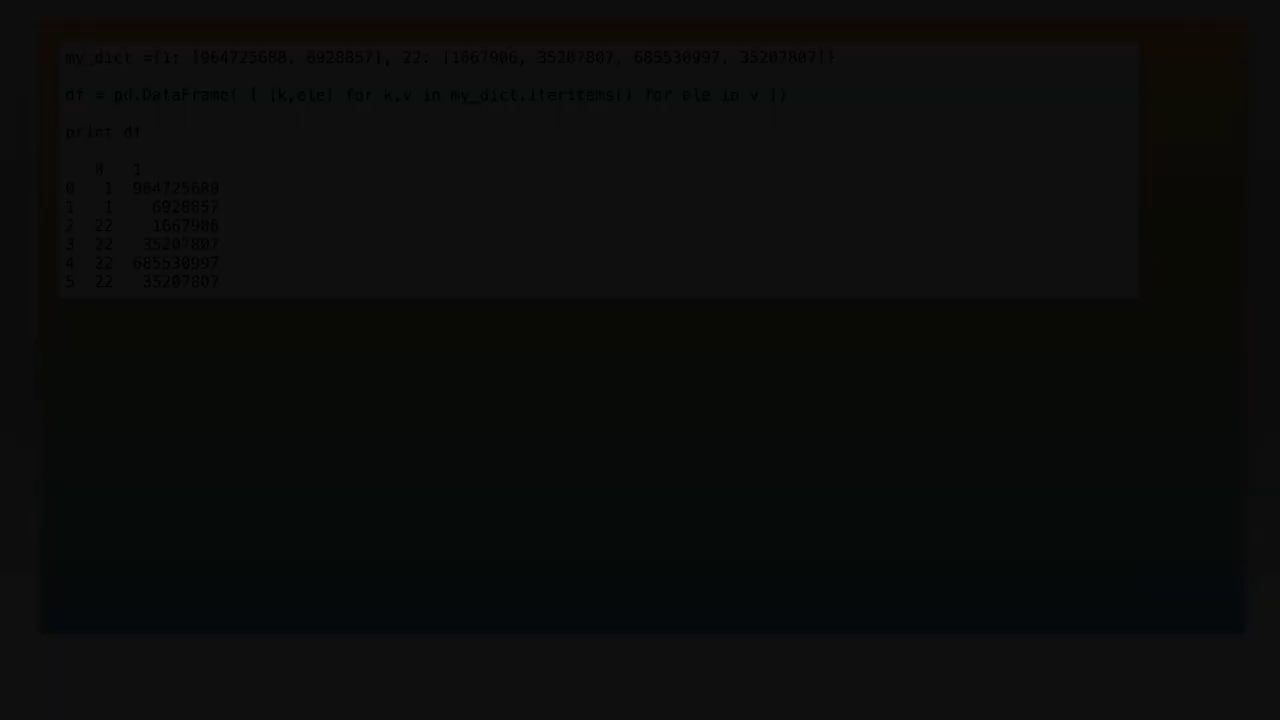 my_dict ={1: [964725688, 6928857], 22: [1667906, 35207807, 685530997, 35207807]}
df = pd.DataFrame( [ [k,ele] for k,v in my_dict.iteritems() for ele in v ])
print df
0 1
0 1 964725688
1 1 6928857
2 22 1667906
3 22 35207807
4 22 685530997
5 22 35207807